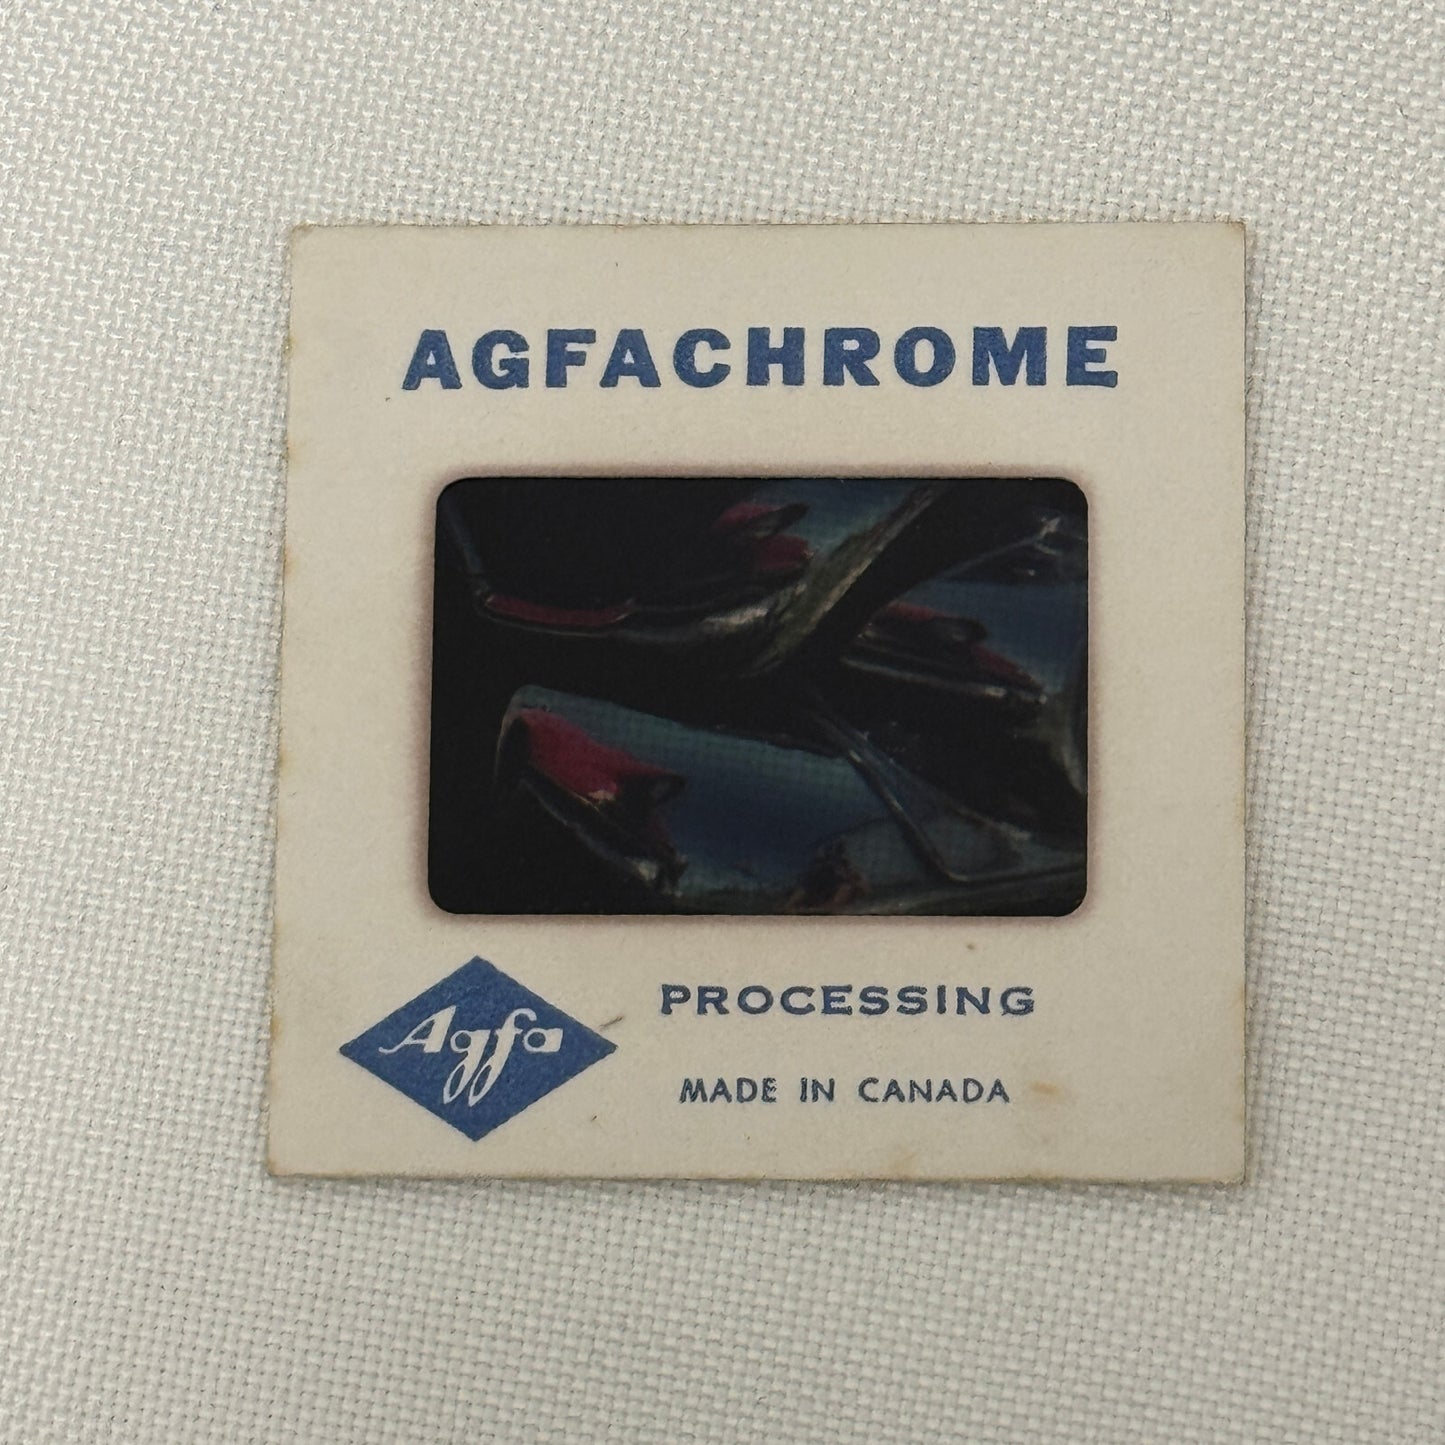 AGFACHROME
Agfa
PROCESSING
MADE IN CANADA